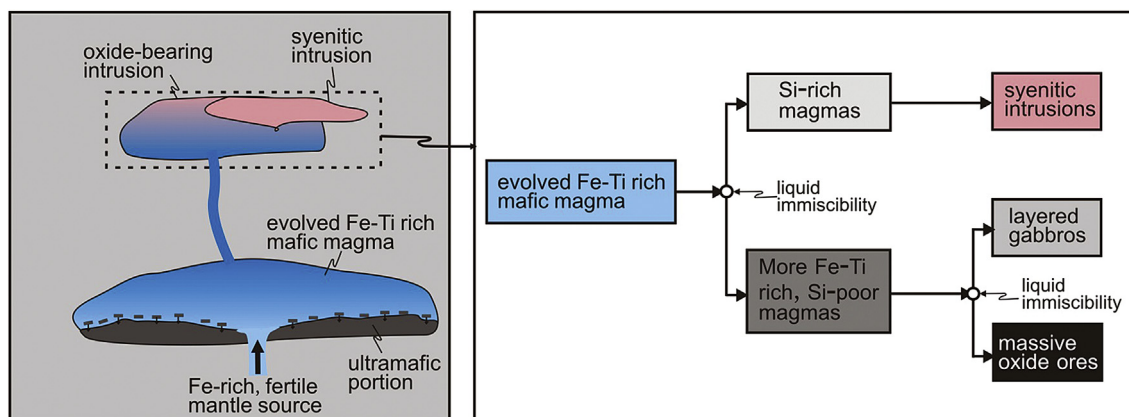 oxide-bearing
intrusion
syenitic
intrusion
evolved Fe-Ti rich
mafic magma
ultramafic
portion
Fe-rich, fertile
mantle source
evolved Fe-Ti rich
mafic magma
liquid
immiscibility
Si-rich
magmas
syenitic
intrusions
More Fe-Ti
rich, Si-poor
magmas
layered
gabbros
liquid
immiscibility
massive
oxide ores